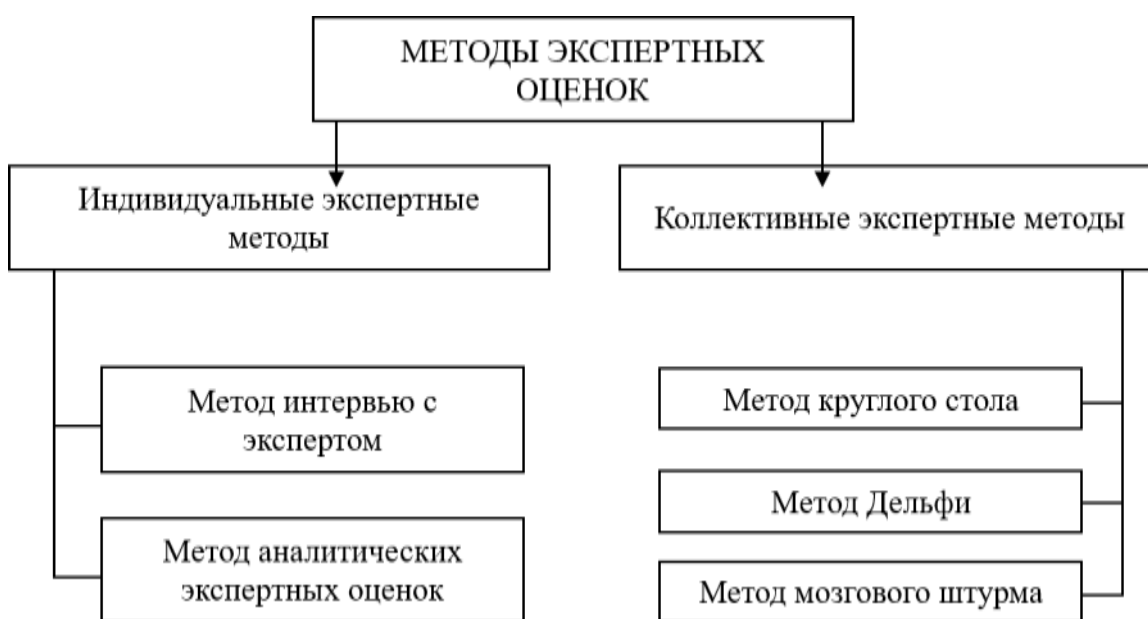 МЕТОДЫ ЭКСПЕРТНЫХ
ОЦЕНОК
Индивидуальные экспертные
методы
Коллективные экспертные методы
Метод интервью с
экспертом
Метод аналитических
экспертных оценок
Метод круглого стола
Метод Дельфи
Метод мозгового штурма